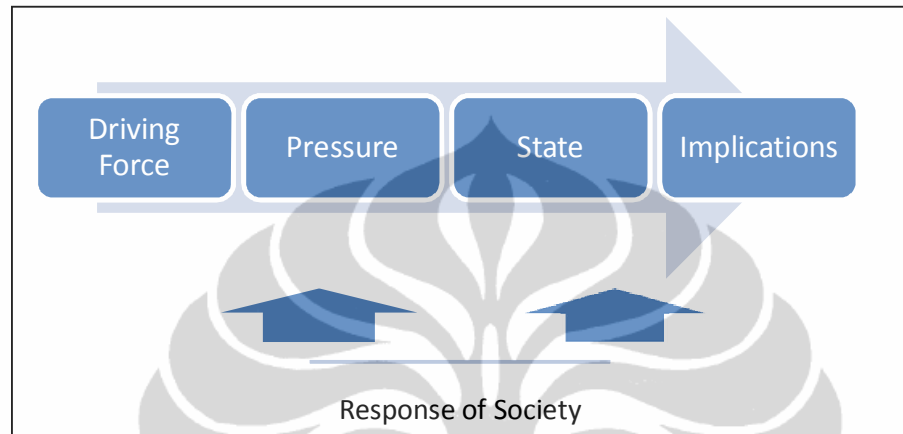 Driving
Force
Pressure
State
Implications
Response of Society